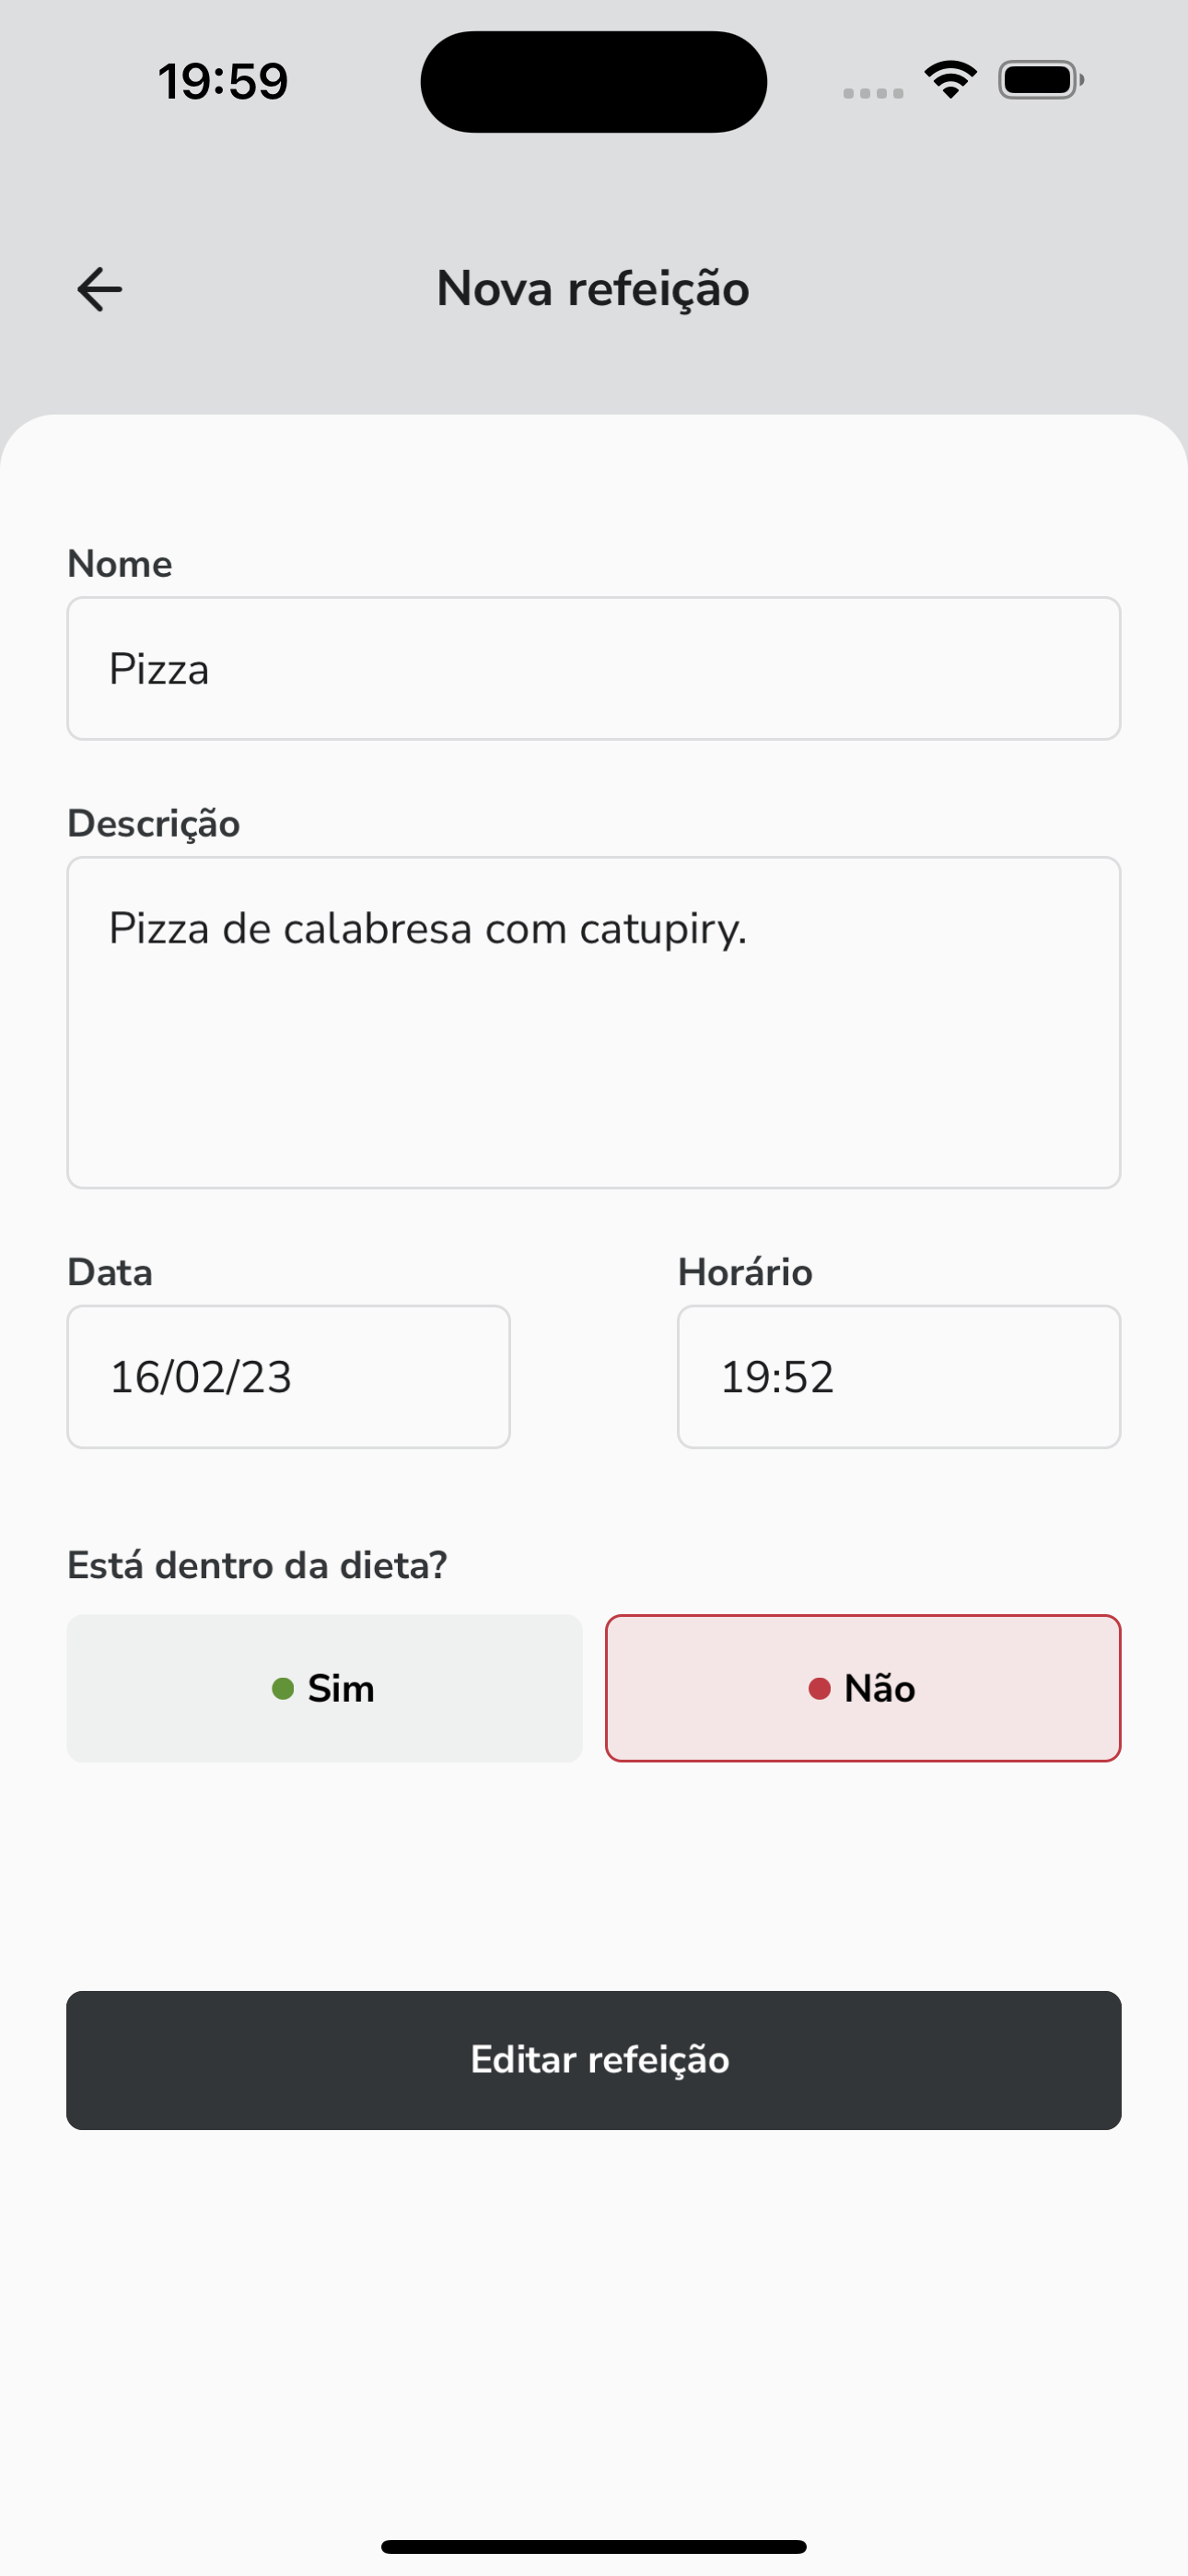 19:59
Nova refeição
Nome
Pizza
Descrição
Pizza de calabresa com catupiry.
Data
Horário
16/02/23
19:52
Está dentro da dieta?
Sim
Não
Editar refeição